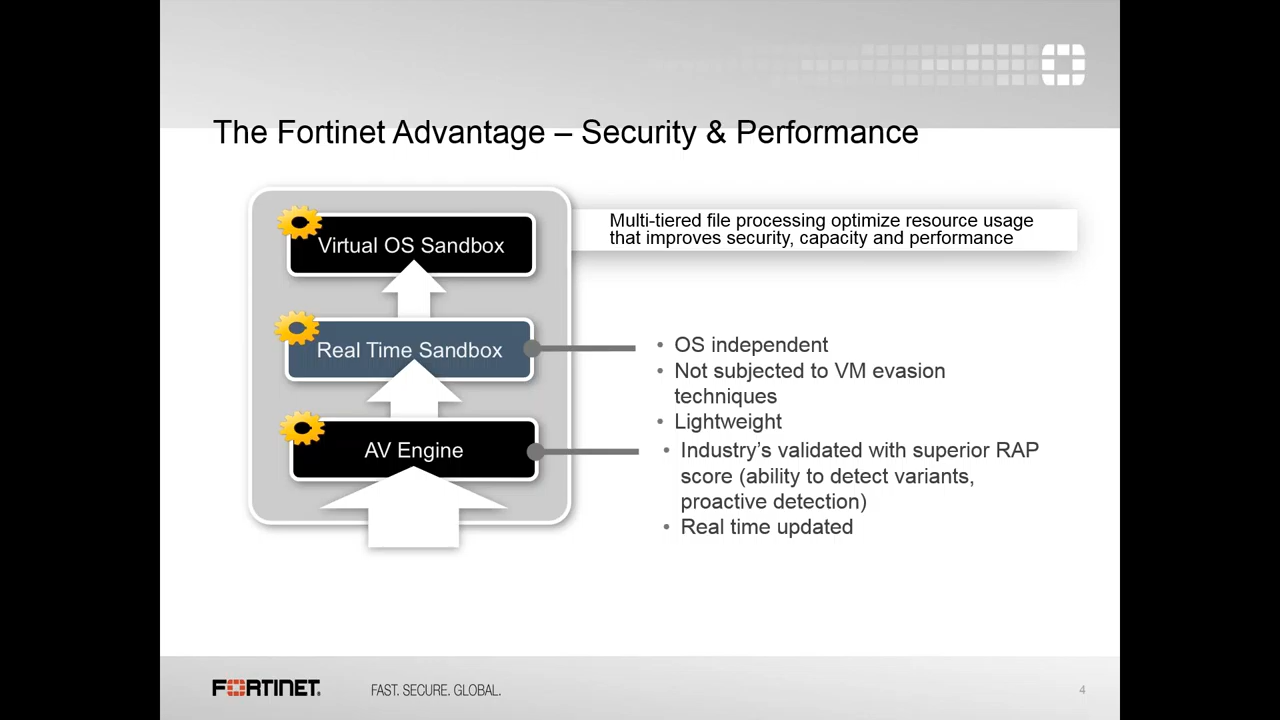 The Fortinet Advantage – Security & Performance
Virtual OS Sandbox
Multi-tiered file processing optimize resource usage
that improves security, capacity and performance
Real Time Sandbox
• OS independent
• Not subjected to VM evasion
techniques
• Lightweight
AV Engine
• Industry's validated with superior RAP
score (ability to detect variants,
proactive detection)
• Real time updated
FORTINET
FAST. SECURE. GLOBAL.
4